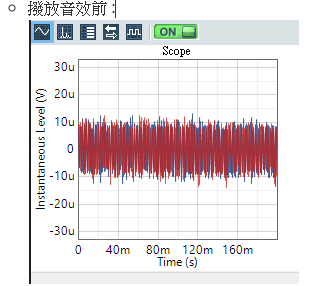 撥放音效前 :
ON
Scope
30u
20u
10u
0
-10u
-20u
-30u
Instantaneous Level (V)
0 40m 80m 120m 160m
Time (s)